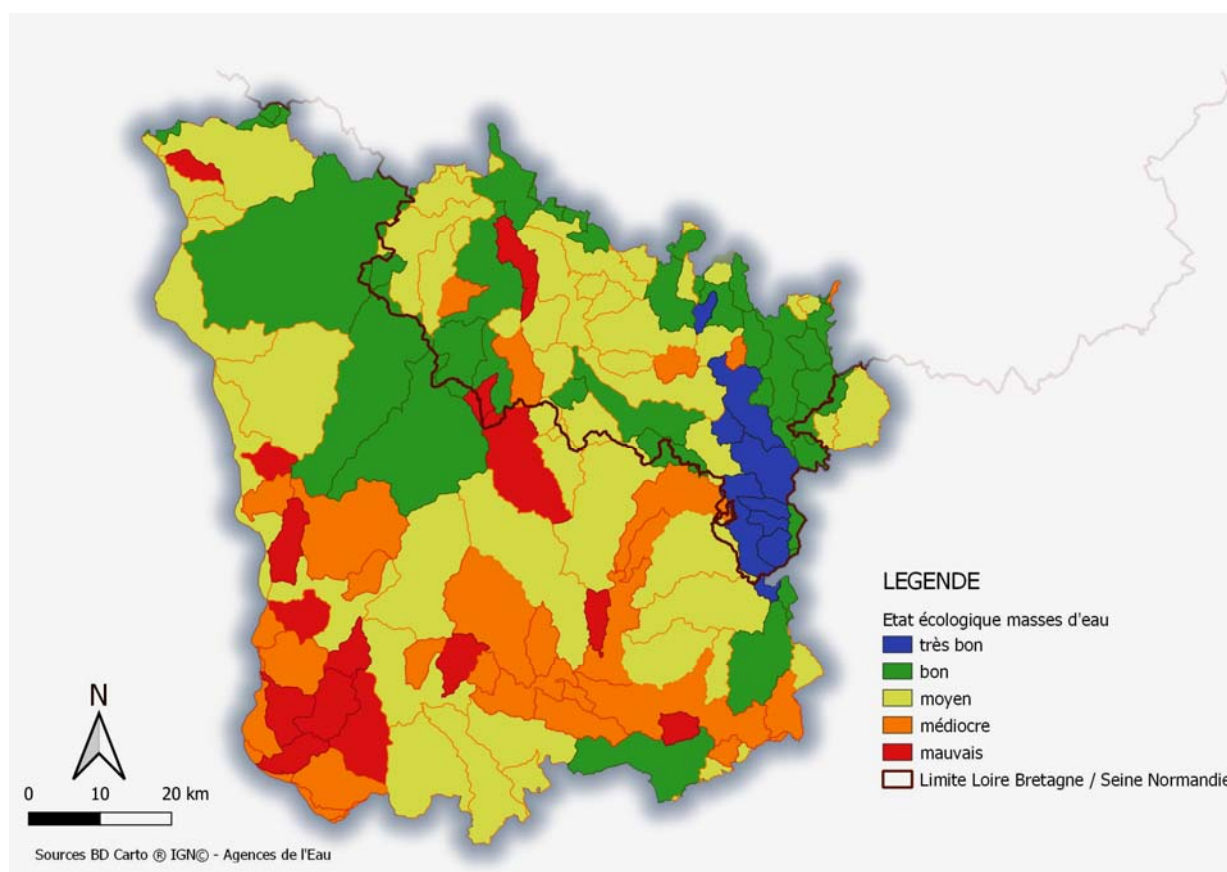 LEGENDE
Etat écologique masses d'eau
très bon
bon
moyen
médiocre
mauvais
Limite Loire Bretagne / Seine Normandie
N
0 10 20 km
Sources BD Carto ® IGN© - Agences de l'Eau